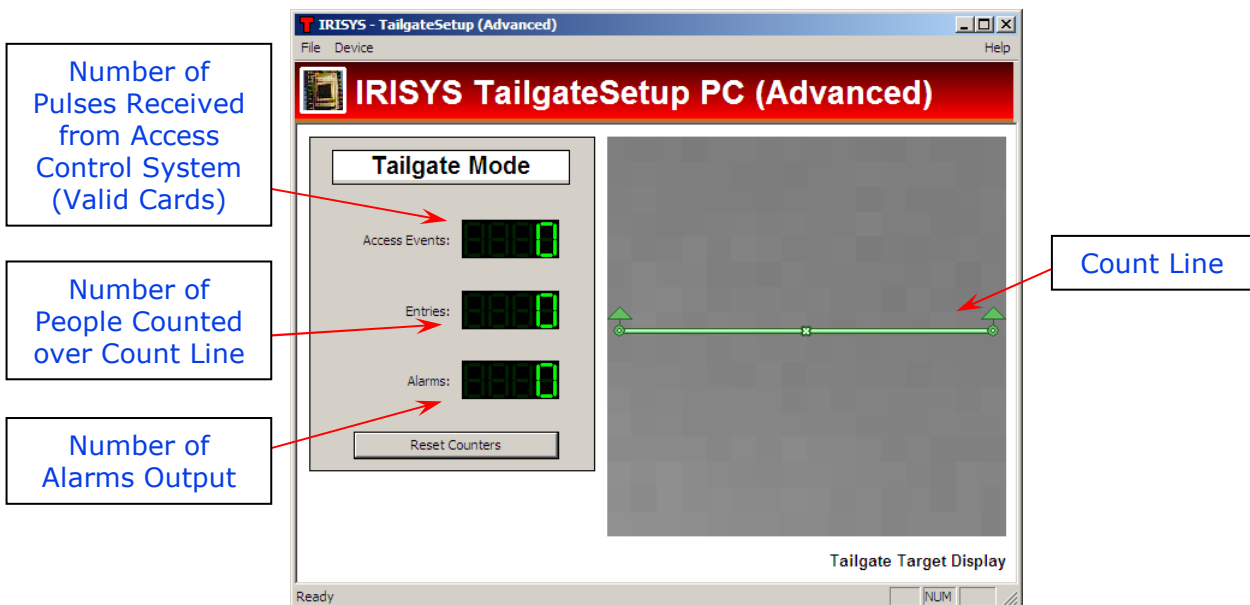 IRISYS - TailgateSetup (Advanced)
File Device Help
IRISYS TailgateSetup PC (Advanced)
Number of
Pulses Received
from Access
Control System
(Valid Cards)
Tailgate Mode
Access Events: 0
Number of
People Counted
over Count Line
Entries: 0
Count Line
Alarms: 0
Number of
Alarms Output
Reset Counters
Tailgate Target Display
Ready NUM